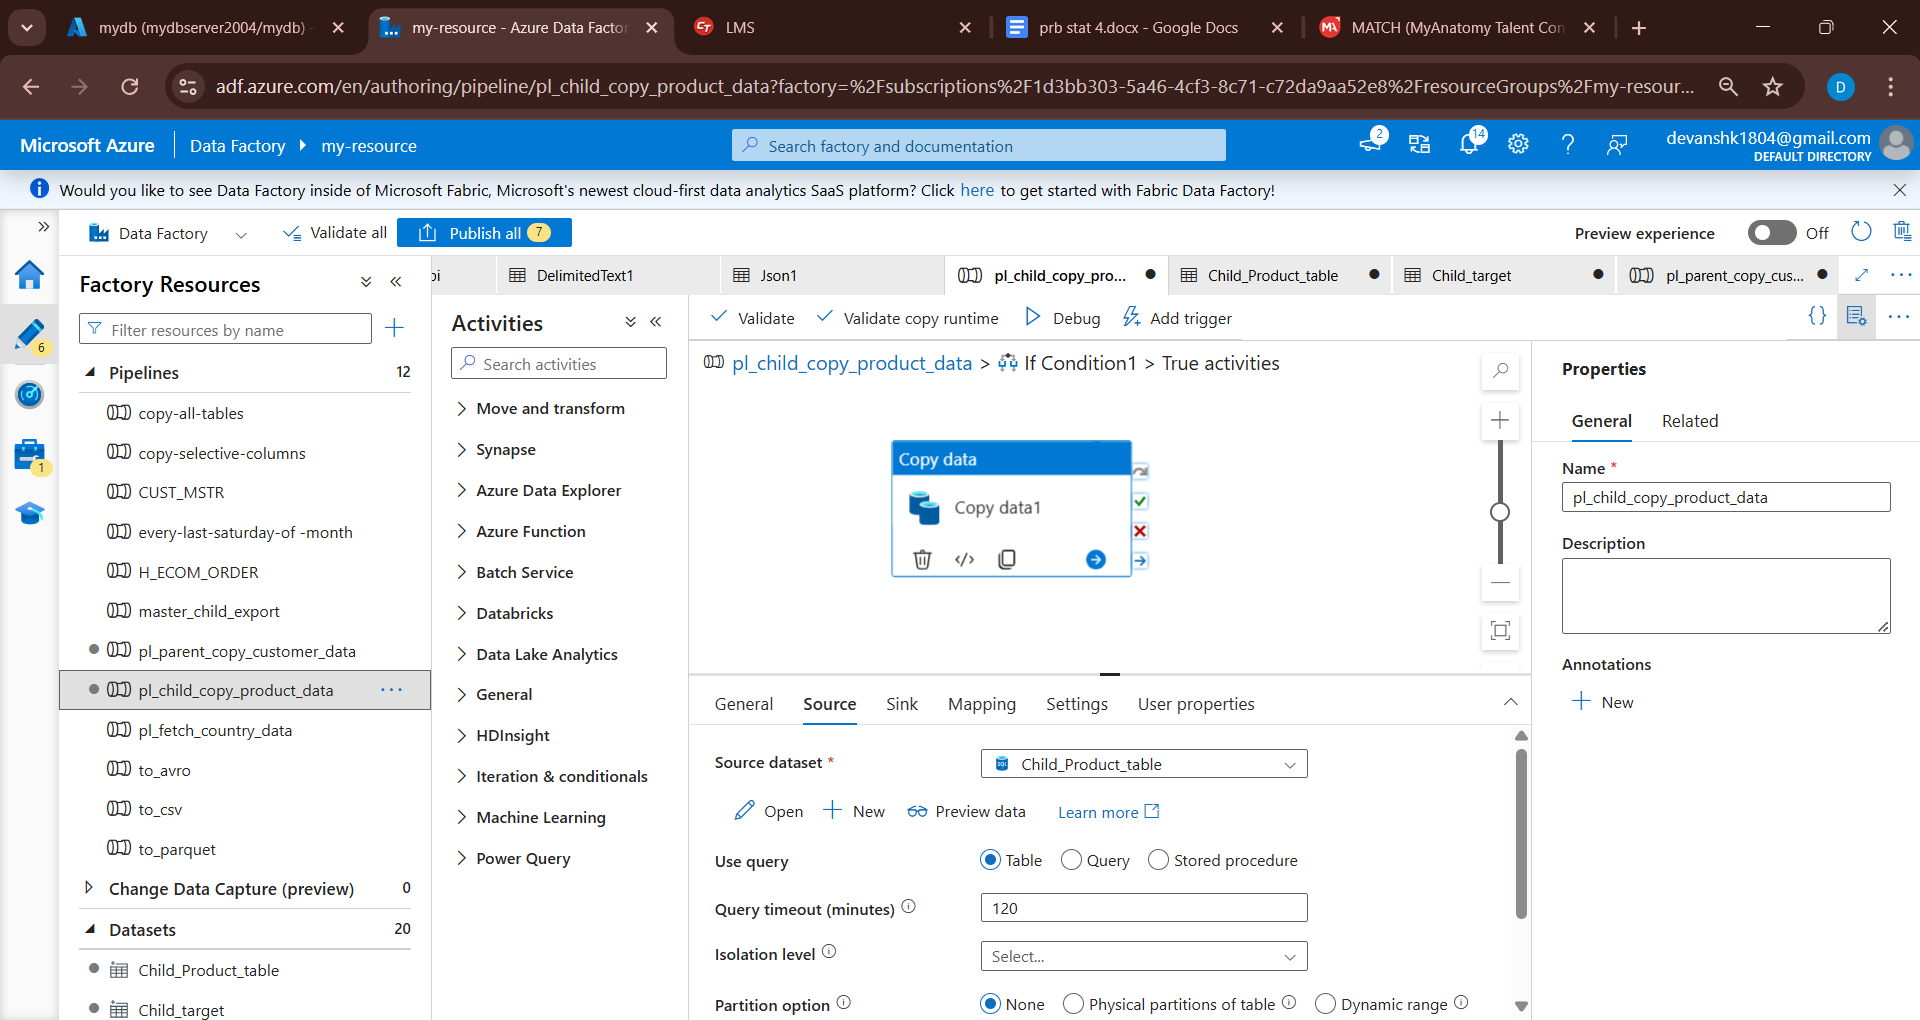 mydb (mydbserver2004/mydb) -
my-resource - Azure Data Factor
LMS
prb stat 4.docx - Google Docs
MATCH (MyAnatomy Talent Con
adf.azure.com/en/authoring/pipeline/pl_child_copy_product_data?factory=%2Fsubscriptions%2F1d3bb303-5a46-4cf3-8c71-c72da9aa52e8%2FresourceGroups%2Fmy-resour...
D
Microsoft Azure
Data Factory
my-resource
Search factory and documentation
2
14
devanshk1804@gmail.com
DEFAULT DIRECTORY
Would you like to see Data Factory inside of Microsoft Fabric, Microsoft's newest cloud-first data analytics SaaS platform? Click here to get started with Fabric Data Factory!
Data Factory
Validate all
Publish all 7
Preview experience
Off
Factory Resources
Filter resources by name
6
1
Pipelines 12
copy-all-tables
copy-selective-columns
CUST_MSTR
every-last-saturday-of -month
H_ECOM_ORDER
master_child_export
pl_parent_copy_customer_data
pl_child_copy_product_data
pl_fetch_country_data
to_avro
to_csv
to_parquet
Change Data Capture (preview) 0
Datasets 20
Child_Product_table
Child_target
pi
DelimitedText1
Json1
pl_child_copy_pro...
Child_Product_table
Child_target
pl_parent_copy_cus...
Activities
Search activities
Move and transform
Synapse
Azure Data Explorer
Azure Function
Batch Service
Databricks
Data Lake Analytics
General
HDInsight
Iteration & conditionals
Machine Learning
Power Query
Validate
Validate copy runtime
Debug
Add trigger
pl_child_copy_product_data > If Condition1 > True activities
Copy data
Copy data1
General
Source
Sink
Mapping
Settings
User properties
Source dataset *
Child_Product_table
Open
New
Preview data
Learn more
Use query
Table
Query
Stored procedure
Query timeout (minutes)
120
Isolation level
Select...
Partition option
None
Physical partitions of table
Dynamic range
Properties
General
Related
Name *
pl_child_copy_product_data
Description
Annotations
New